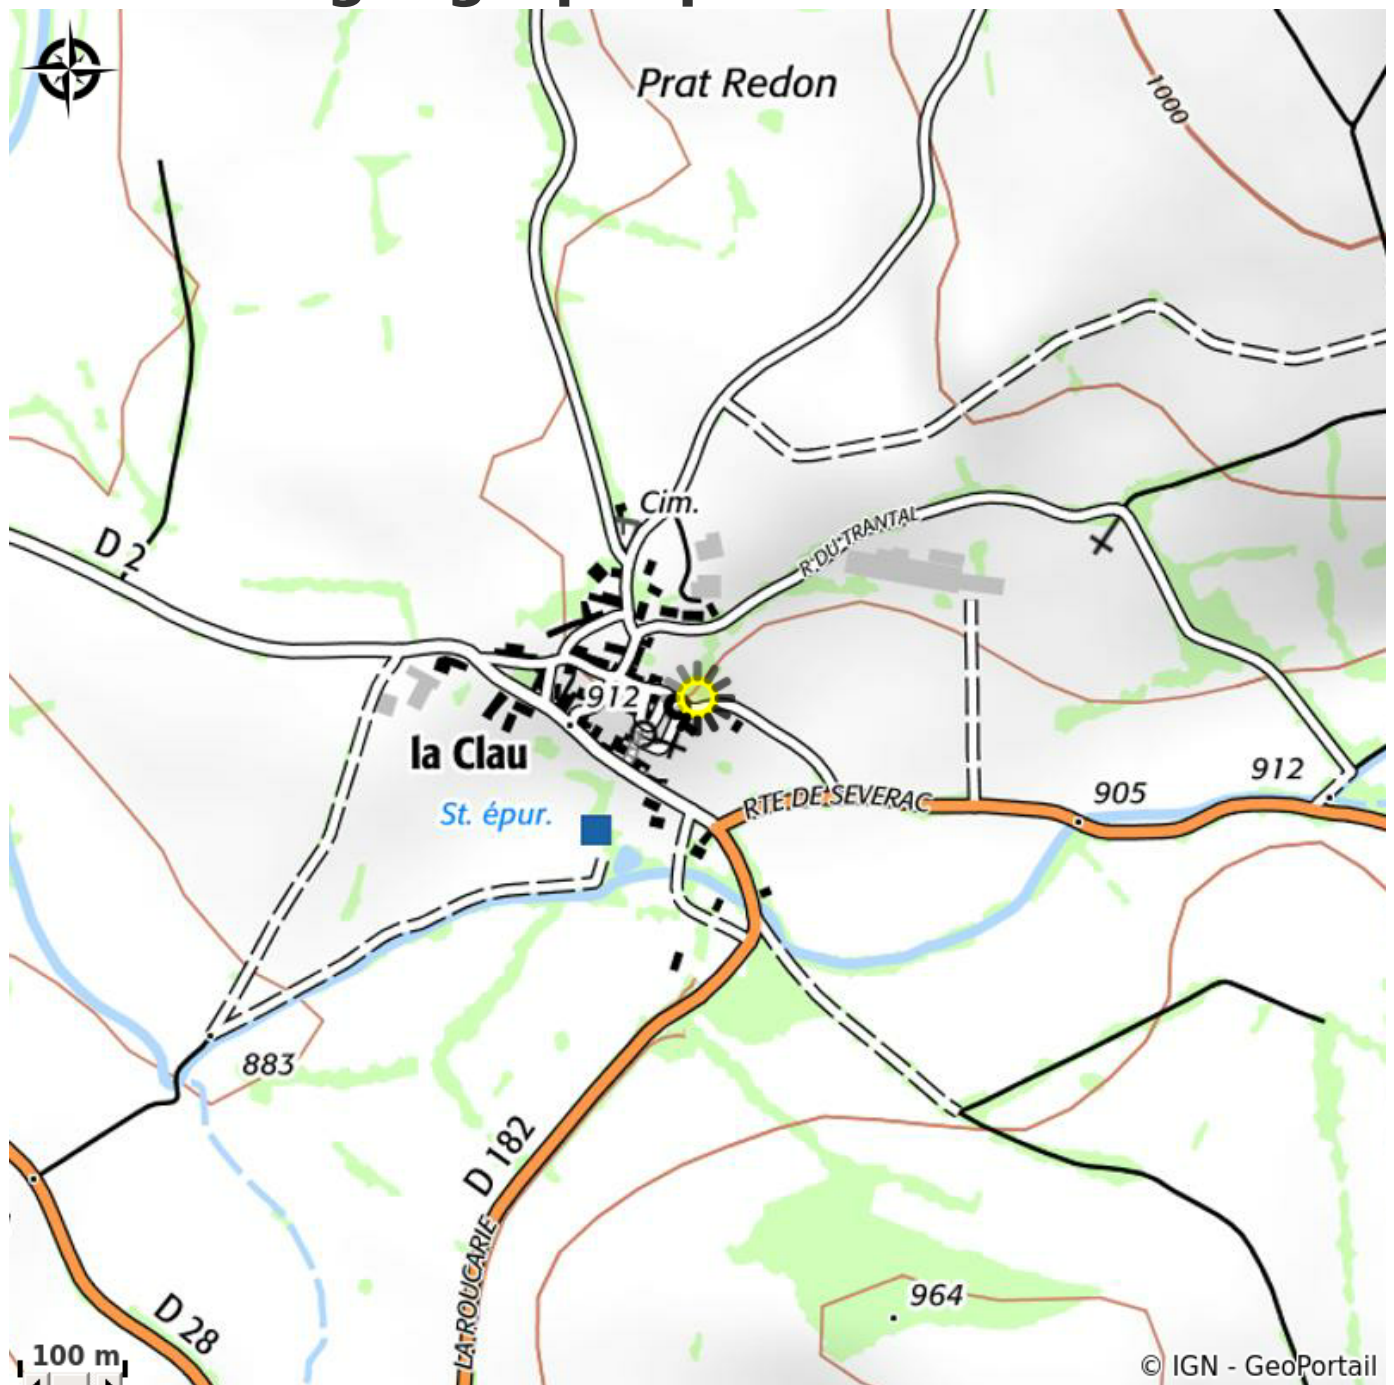 Prat Redon
1000
Cim.
R DU TRANTAL
D 2
912
la Clau
St. épur.
RTE DE SEVERAC
905
912
883
D 182
LA ROUCARIE
964
D 28
100 m
© IGN - GeoPortail